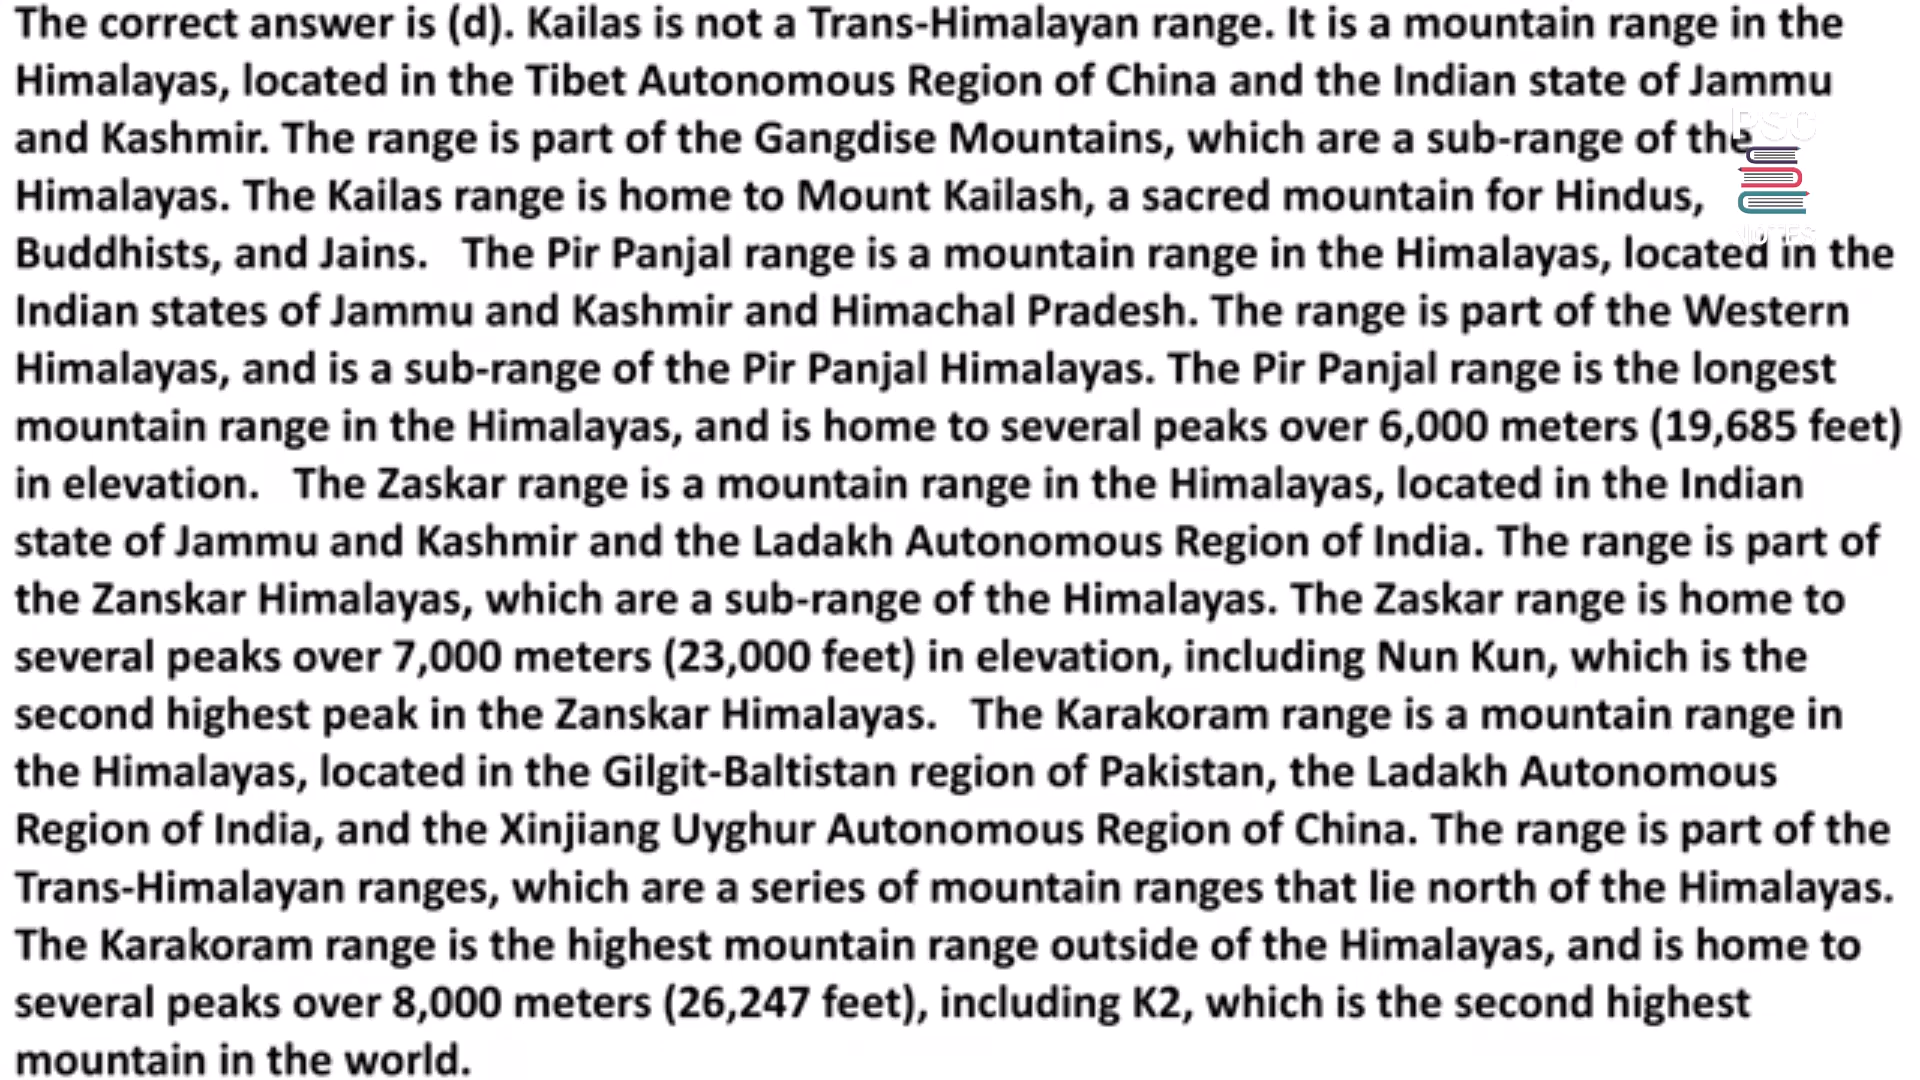 The correct answer is (d). Kailas is not a Trans-Himalayan range. It is a mountain range in the
Himalayas, located in the Tibet Autonomous Region of China and the Indian state of Jammu
and Kashmir. The range is part of the Gangdise Mountains, which are a sub-range of the
PSC
Himalayas. The Kailas range is home to Mount Kailash, a sacred mountain for Hindus,
NOTES
Buddhists, and Jains. The Pir Panjal range is a mountain range in the Himalayas, located in the
Indian states of Jammu and Kashmir and Himachal Pradesh. The range is part of the Western
Himalayas, and is a sub-range of the Pir Panjal Himalayas. The Pir Panjal range is the longest
mountain range in the Himalayas, and is home to several peaks over 6,000 meters (19,685 feet)
in elevation. The Zaskar range is a mountain range in the Himalayas, located in the Indian
state of Jammu and Kashmir and the Ladakh Autonomous Region of India. The range is part of
the Zanskar Himalayas, which are a sub-range of the Himalayas. The Zaskar range is home to
several peaks over 7,000 meters (23,000 feet) in elevation, including Nun Kun, which is the
second highest peak in the Zanskar Himalayas. The Karakoram range is a mountain range in
the Himalayas, located in the Gilgit-Baltistan region of Pakistan, the Ladakh Autonomous
Region of India, and the Xinjiang Uyghur Autonomous Region of China. The range is part of the
Trans-Himalayan ranges, which are a series of mountain ranges that lie north of the Himalayas.
The Karakoram range is the highest mountain range outside of the Himalayas, and is home to
several peaks over 8,000 meters (26,247 feet), including K2, which is the second highest
mountain in the world.